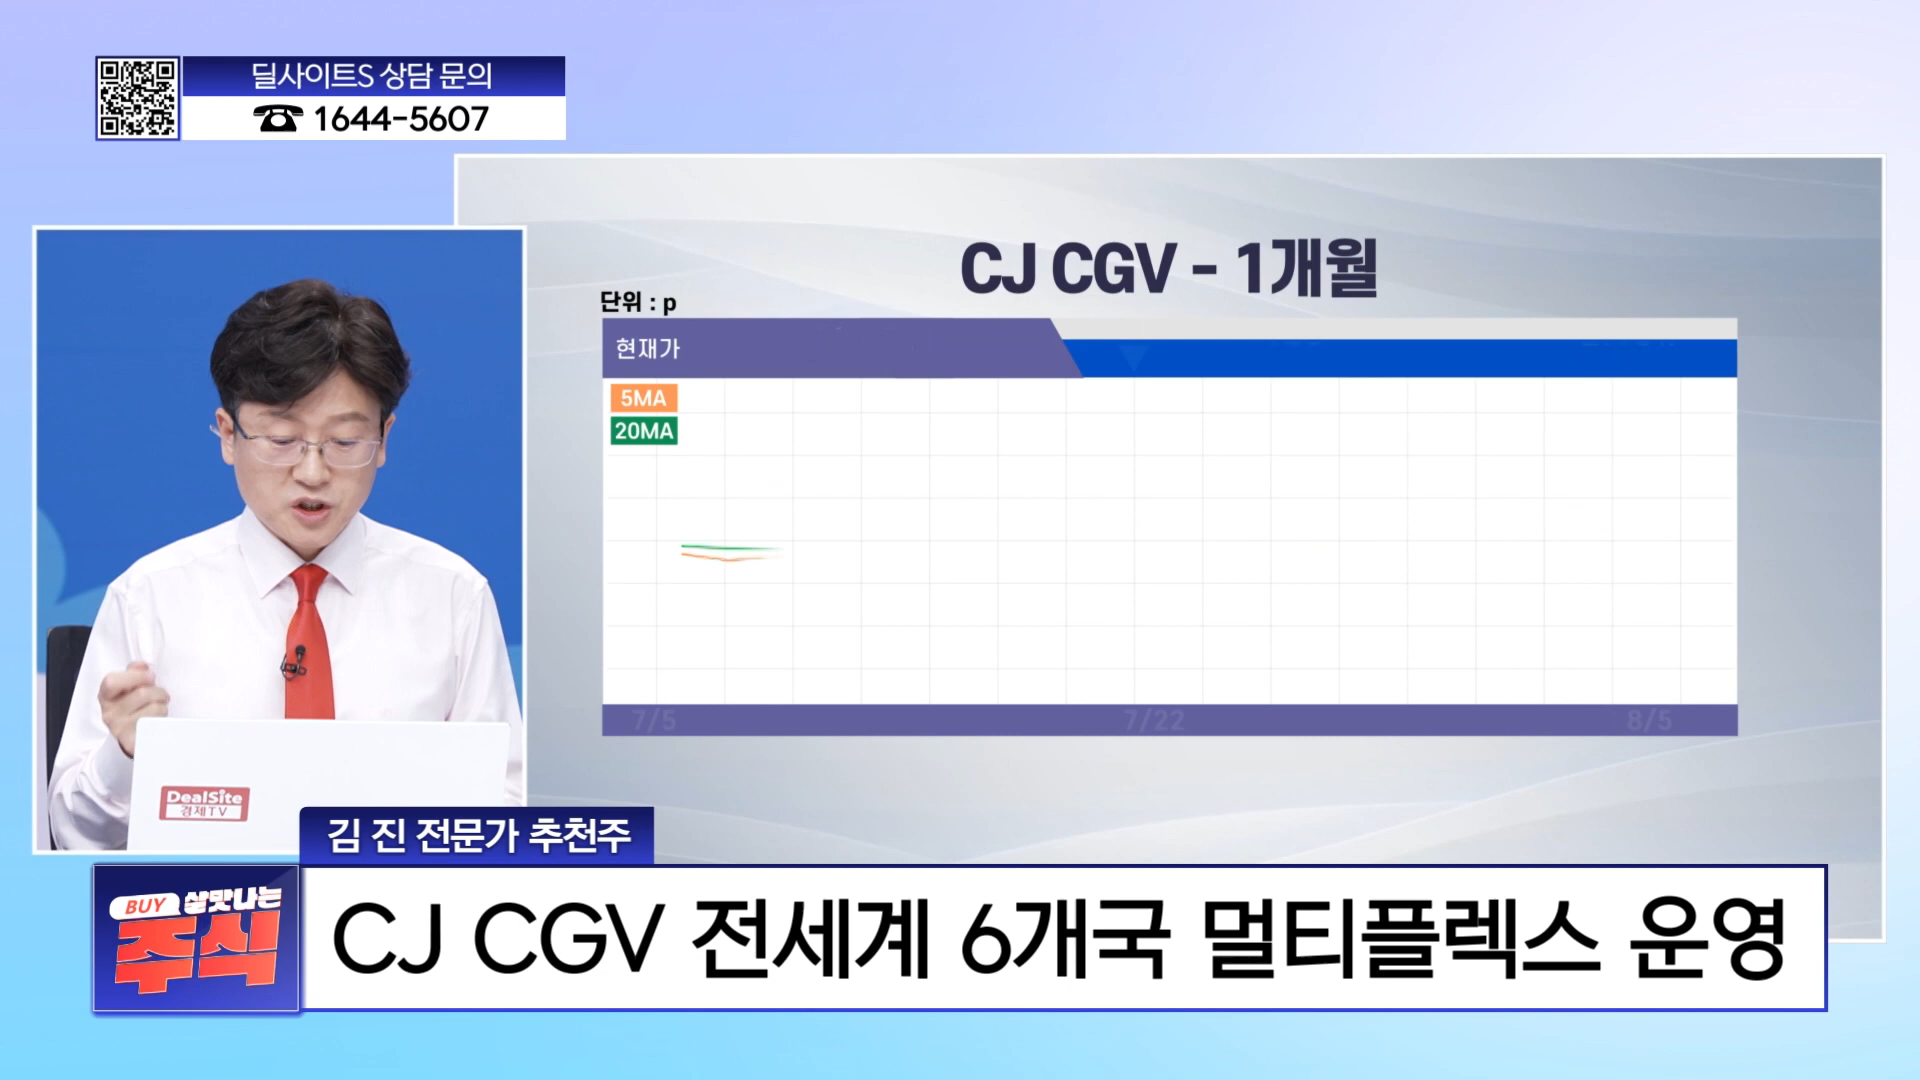 딜사이트S 상담 문의
☎ 1644-5607
CJ CGV - 1개월
단위 : p
현재가
5MA
20MA
7/5
7/22
8/5
DealSite
경제TV
김 진 전문가 추천주
BUY 살맛나는
주식
CJ CGV 전세계 6개국 멀티플렉스 운영